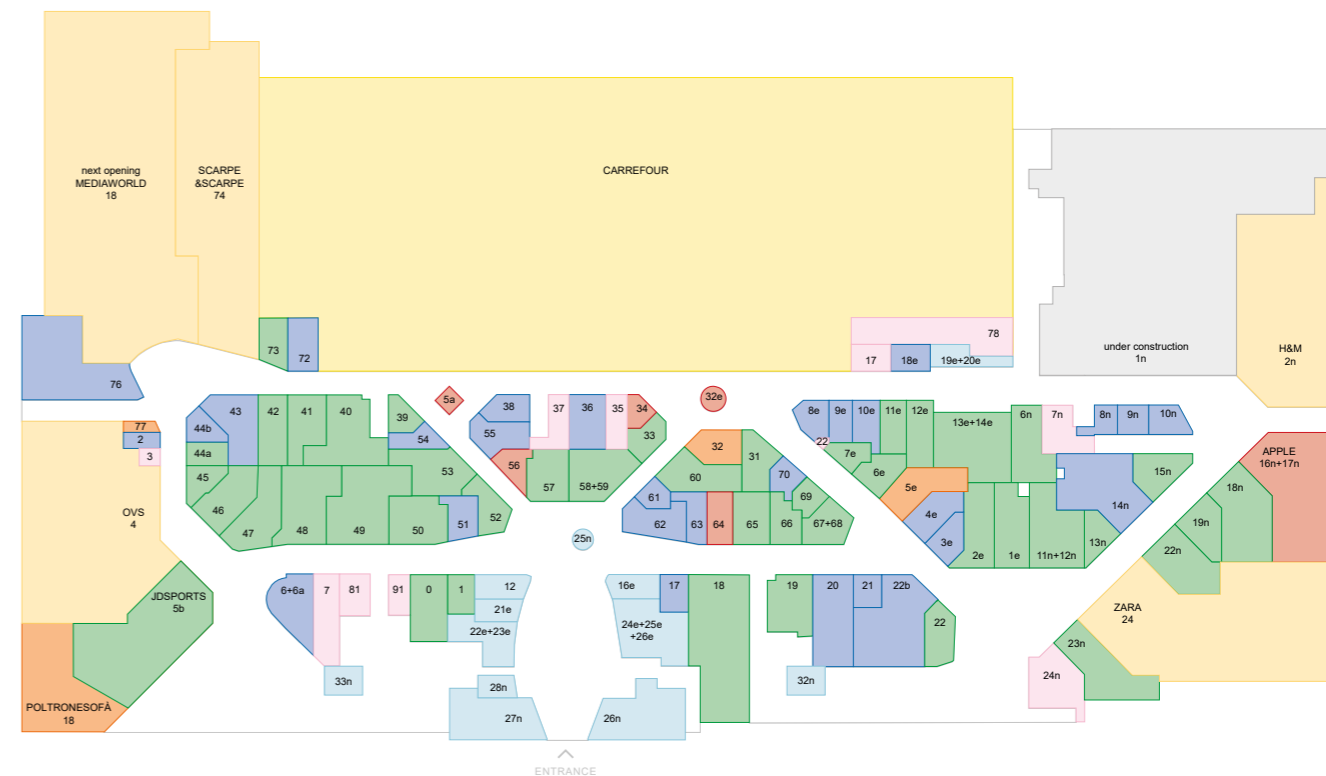 next opening
MEDIAWORLD
18
SCARPE
&SCARPE
74
CARREFOUR
under construction
1n
H&M
2n
73
72
78
17
18e
19e+20e
76
77
2
3
OVS
4
43
44b
44a
45
46
47
42
41
40
39
54
53
48
49
50
51
52
5a
38
55
56
37
36
35
34
33
57
58+59
32e
32
31
60
61
62
63
64
65
66
70
69
67+68
25n
8e
9e
10e
11e
12e
22
7e
6e
5e
4e
3e
13e+14e
6n
7n
8n
9n
10n
2e
1e
11n+12n
13n
14n
15n
APPLE
16n+17n
18n
19n
22n
ZARA
24
23n
24n
JDSPORTS
5b
POLTRONESOFÀ
18
6+6a
7
81
91
0
1
12
21e
22e+23e
33n
28n
27n
16e
17
18
24e+25e
+26e
26n
19
20
21
22b
22
32n
ENTRANCE